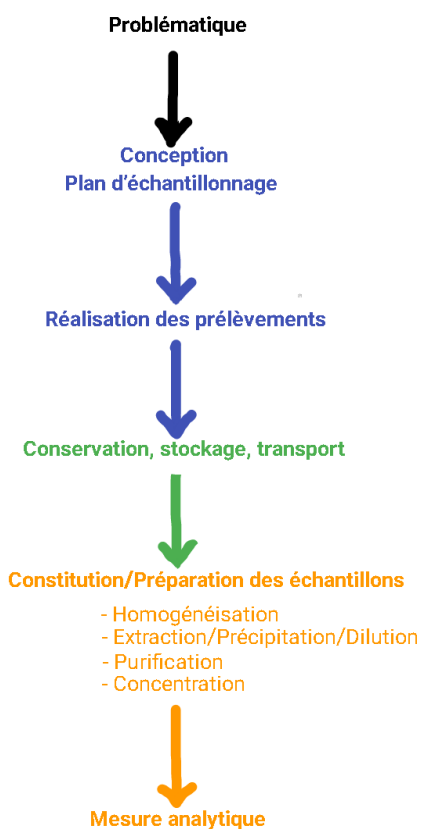 Problématique
Conception
Plan d'échantillonnage
Réalisation des prélèvements
Conservation, stockage, transport
Constitution/Préparation des échantillons
- Homogénéisation
- Extraction/Précipitation/Dilution
- Purification
- Concentration
Mesure analytique